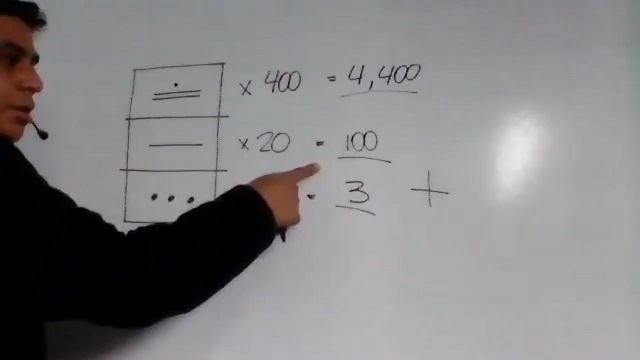 × 400 = 4,400
× 20 = 100
= 3 +